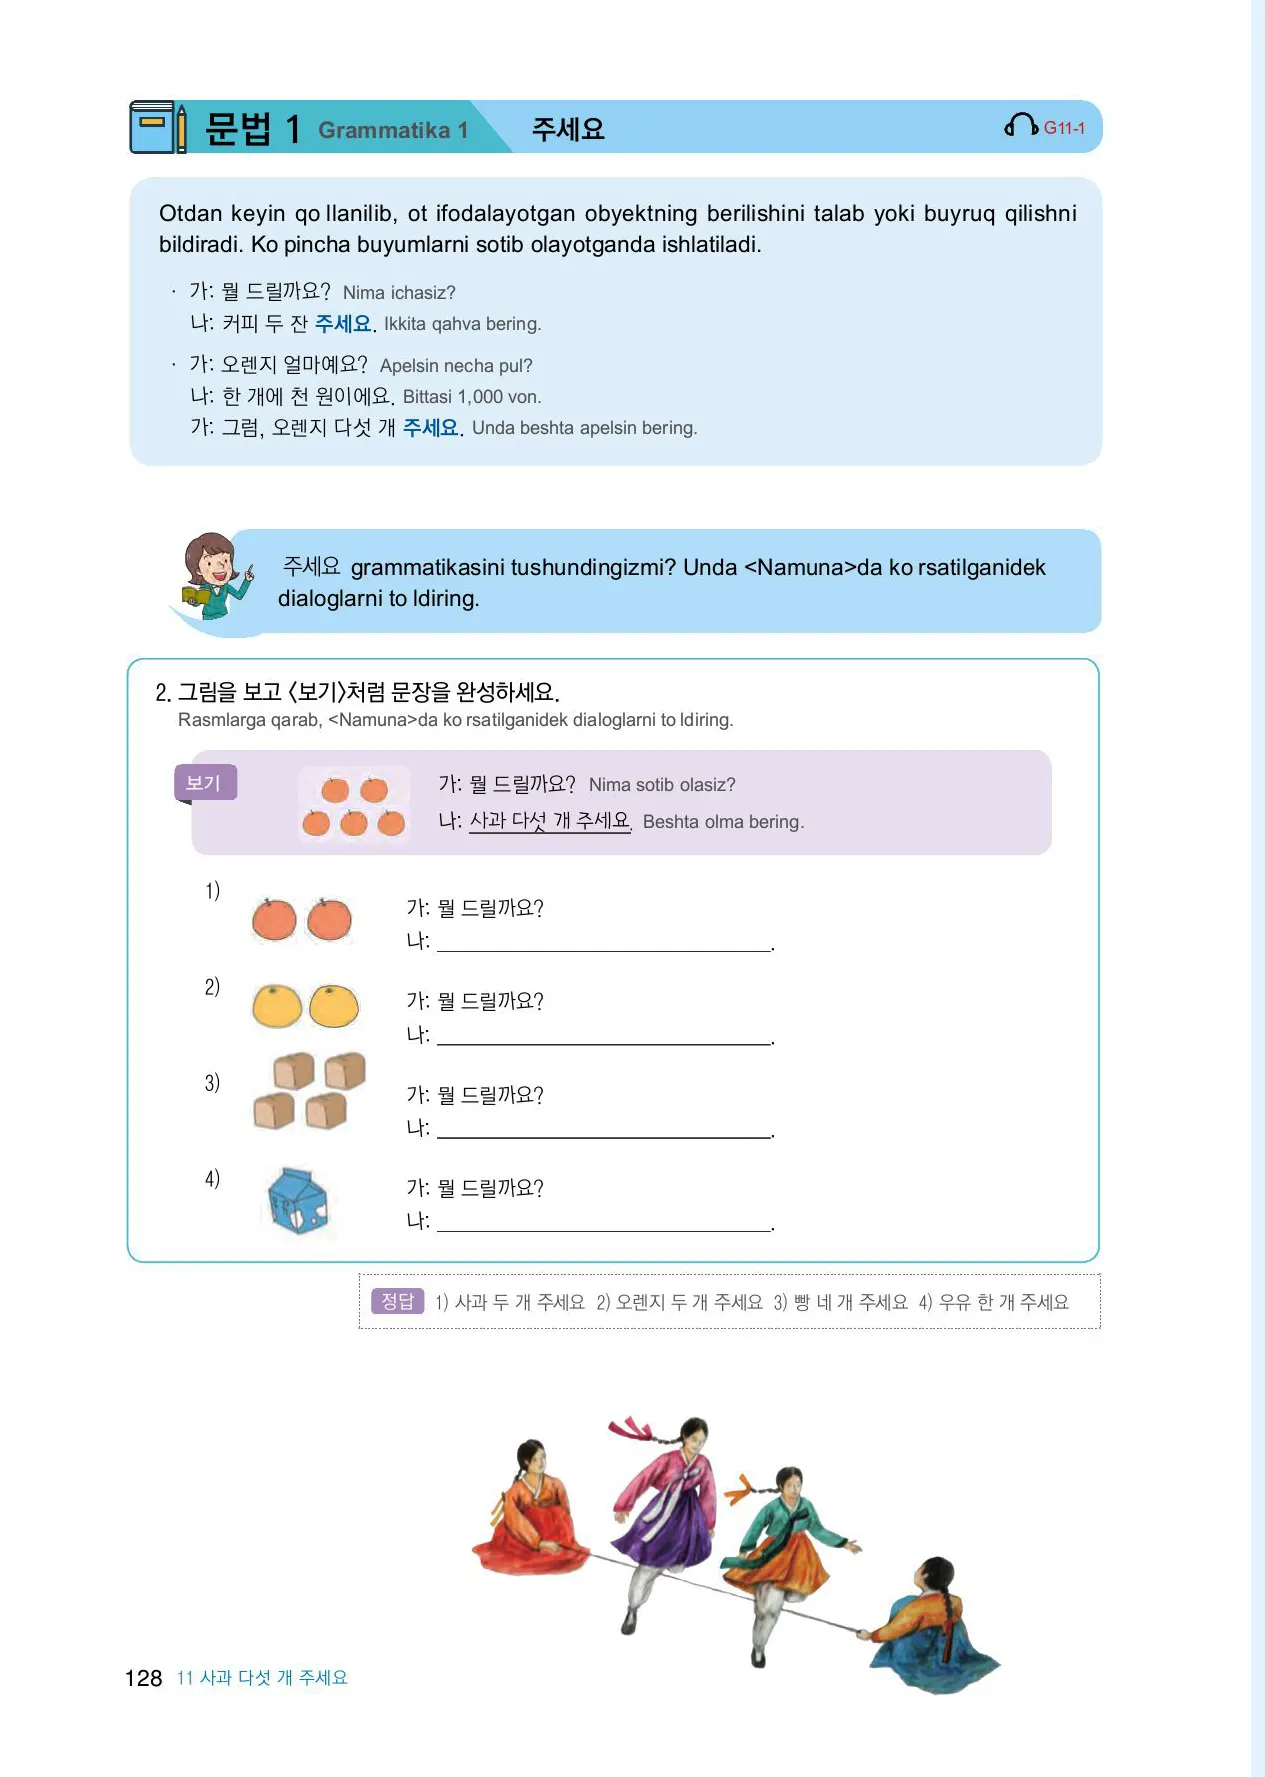 문법 1 Grammatika 1 주세요 G11-1
Otdan keyin qo llanilib, ot ifodalayotgan obyektning berilishini talab yoki buyruq qilishni
bildiradi. Ko pincha buyumlarni sotib olayotganda ishlatiladi.
· 가: 뭘 드릴까요? Nima ichasiz?
나: 커피 두 잔 주세요. Ikkita qahva bering.
· 가: 오렌지 얼마예요? Apelsin necha pul?
나: 한 개에 천 원이에요. Bittasi 1,000 von.
가: 그럼, 오렌지 다섯 개 주세요. Unda beshta apelsin bering.
주세요 grammatikasini tushundingizmi? Unda <Namuna>da ko rsatilganidek
dialoglarni to ldiring.
2. 그림을 보고 <보기>처럼 문장을 완성하세요.
Rasmlarga qarab, <Namuna>da ko rsatilganidek dialoglarni to ldiring.
보기
가: 뭘 드릴까요? Nima sotib olasiz?
나: 사과 다섯 개 주세요. Beshta olma bering.
1)
가: 뭘 드릴까요?
나: ______________________________.
2)
가: 뭘 드릴까요?
나: ______________________________.
3)
가: 뭘 드릴까요?
나: ______________________________.
4)
가: 뭘 드릴까요?
나: ______________________________.
정답 1) 사과 두 개 주세요 2) 오렌지 두 개 주세요 3) 빵 네 개 주세요 4) 우유 한 개 주세요
128 11 사과 다섯 개 주세요